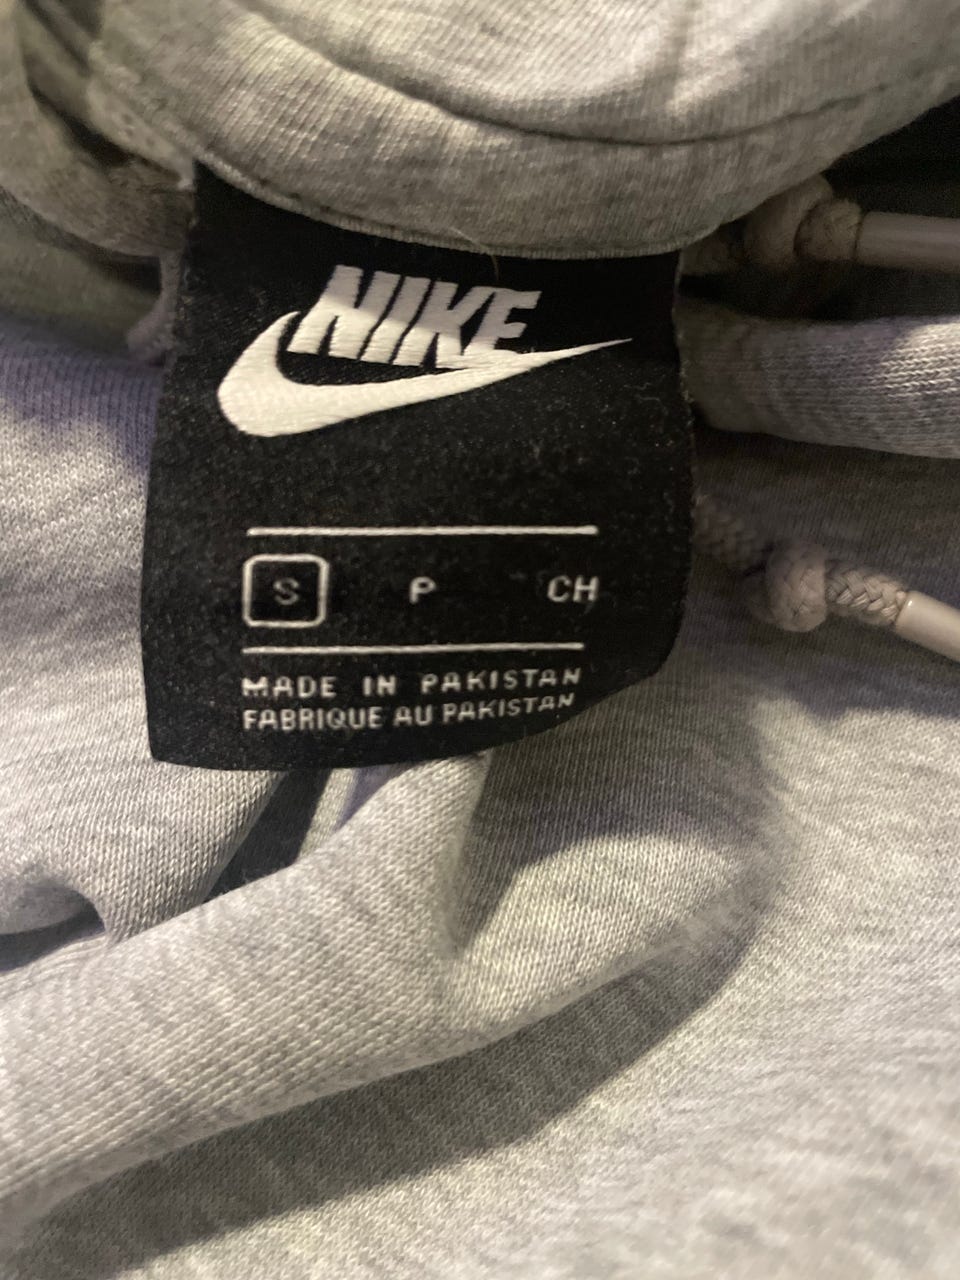 NIKE
S P CH
MADE IN PAKISTAN
FABRIQUE AU PAKISTAN